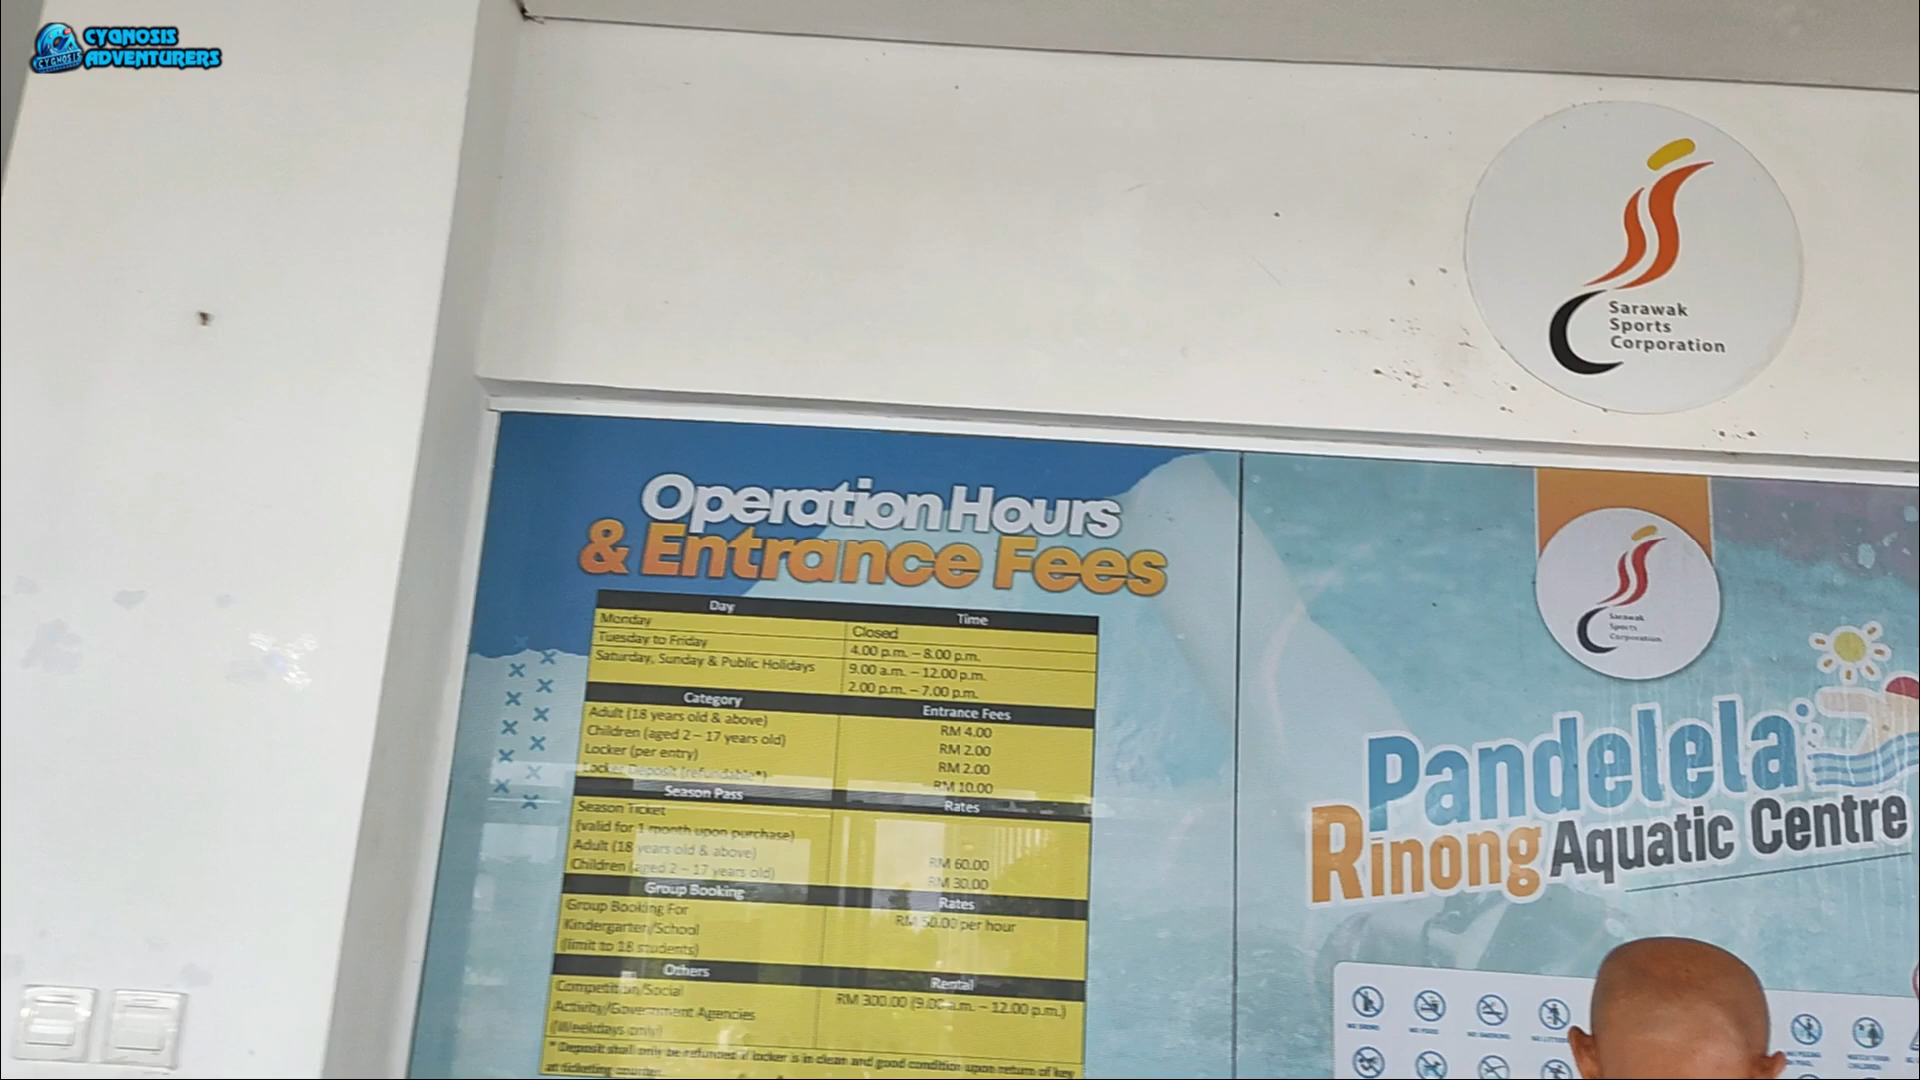 CYGNOSIS
ADVENTURERS
CYGNOSIS
Sarawak
Sports
Corporation
Operation Hours
& Entrance Fees
Day Time
Monday Closed
Tuesday to Friday 4.00 p.m. – 8.00 p.m.
Saturday, Sunday & Public Holidays 9.00 a.m. – 12.00 p.m.
2.00 p.m. – 7.00 p.m.
Category Entrance Fees
Adult (18 years old & above) RM 4.00
Children (aged 2 – 17 years old) RM 2.00
Locker (per entry) RM 2.00
Locker Deposit (refundable*) RM 10.00
Season Pass Rates
Season Ticket
(valid for 1 month upon purchase)
Adult (18 years old & above) RM 60.00
Children (aged 2 – 17 years old) RM 30.00
Group Booking Rates
Group Booking For RM 50.00 per hour
Kindergarten/School
(limit to 18 students)
Others Rental
Competition/Social RM 300.00 (9.00 a.m. – 12.00 p.m.)
Activity/Government Agencies
(Weekdays only)
* Deposit shall only be refunded if locker is in clean and good condition upon return of key
at ticketing counter.
Sarawak
Sports
Corporation
Pandelela
Rinong Aquatic Centre